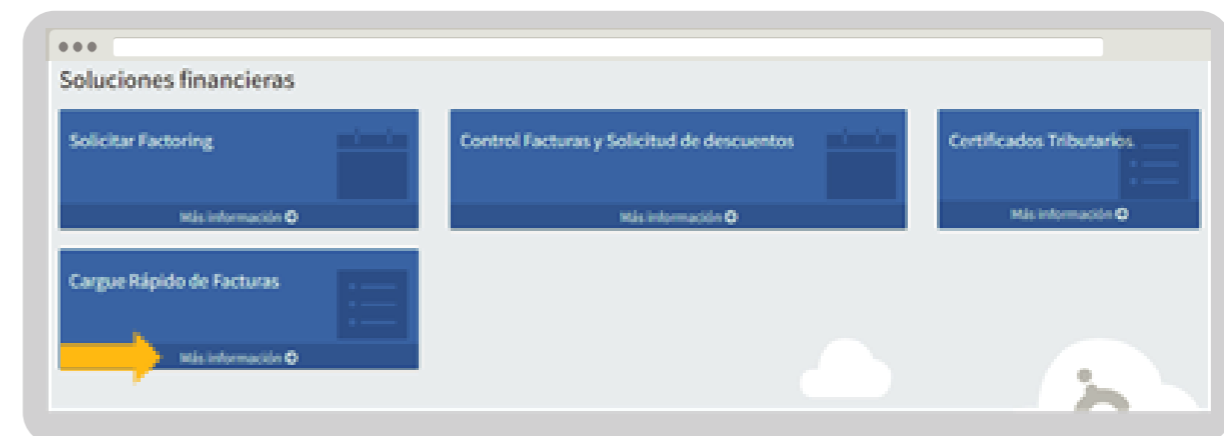 Soluciones financieras
Solicitar Factoring
Más información
Control Facturas y Solicitud de descuentos
Más información
Certificados Tributarios
Más información
Cargue Rápido de Facturas
Más información